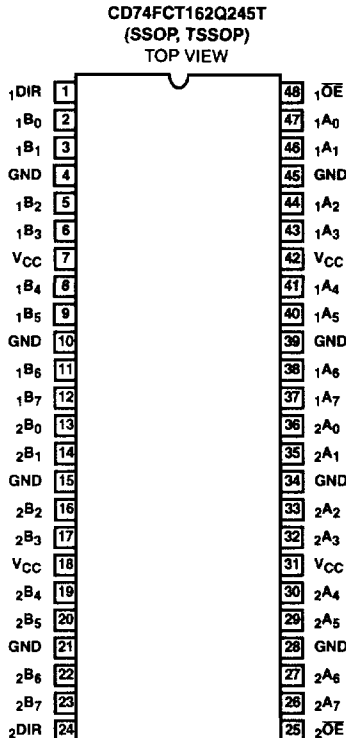 CD74FCT162Q245T
(SSOP, TSSOP)
TOP VIEW
1DIR 1 48 1OE
1B0 2 47 1A0
1B1 3 46 1A1
GND 4 45 GND
1B2 5 44 1A2
1B3 6 43 1A3
VCC 7 42 VCC
1B4 8 41 1A4
1B5 9 40 1A5
GND 10 39 GND
1B6 11 38 1A6
1B7 12 37 1A7
2B0 13 36 2A0
2B1 14 35 2A1
GND 15 34 GND
2B2 16 33 2A2
2B3 17 32 2A3
VCC 18 31 VCC
2B4 19 30 2A4
2B5 20 29 2A5
GND 21 28 GND
2B6 22 27 2A6
2B7 23 26 2A7
2DIR 24 25 2OE